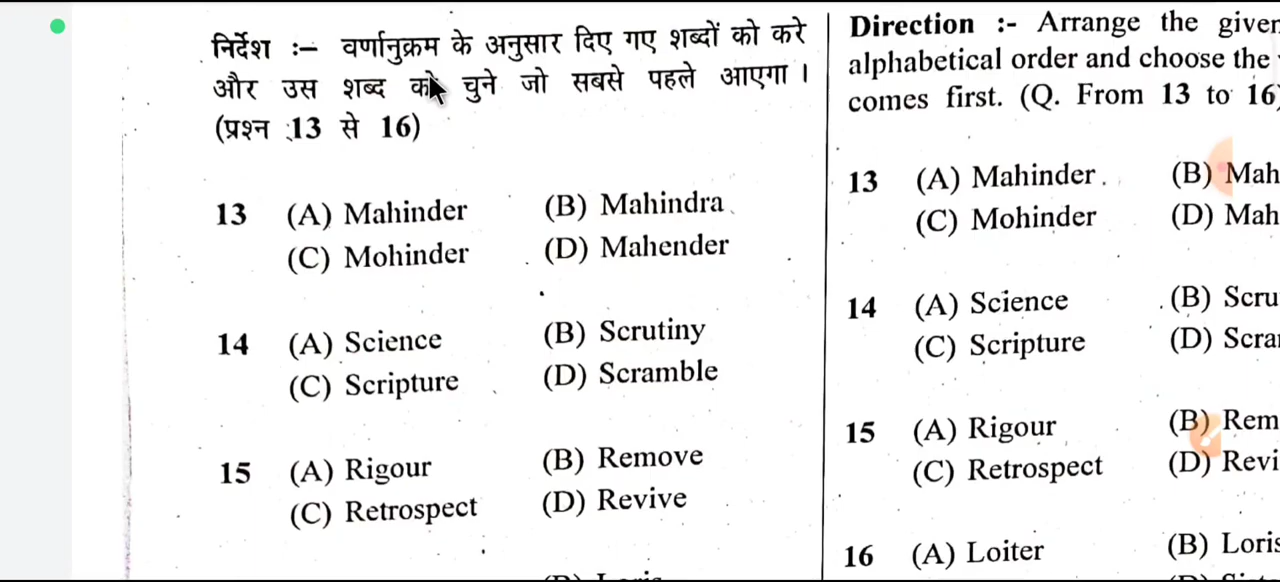 निर्देश :– वर्णानुक्रम के अनुसार दिए गए शब्दों को करे
और उस शब्द को चुने जो सबसे पहले आएगा।
(प्रश्न 13 से 16)
13 (A) Mahinder (B) Mahindra
(C) Mohinder (D) Mahender
14 (A) Science (B) Scrutiny
(C) Scripture (D) Scramble
15 (A) Rigour (B) Remove
(C) Retrospect (D) Revive
Direction :- Arrange the given
alphabetical order and choose the
comes first. (Q. From 13 to 16)
13 (A) Mahinder (B) Mah
(C) Mohinder (D) Mah
14 (A) Science (B) Scru
(C) Scripture (D) Scra
15 (A) Rigour (B) Rem
(C) Retrospect (D) Revi
16 (A) Loiter (B) Loris